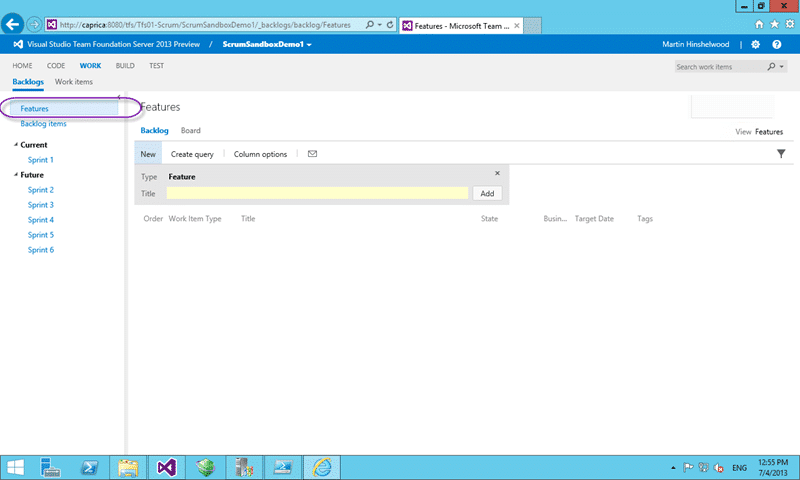 http://caprica:8080/tfs/Tfs01-Scrum/ScrumSandboxDemo1/_backlogs/backlog/Features
Features - Microsoft Team ...
Visual Studio Team Foundation Server 2013 Preview / ScrumSandboxDemo1
Martin Hinshelwood
HOME CODE WORK BUILD TEST
Search work items
Backlogs Work items
Features
Features
Backlog items
Backlog Board
View Features
Current
New Create query Column options
Sprint 1
Future
Type Feature
Sprint 2
Title Add
Sprint 3
Sprint 4
Order Work Item Type Title State Busin... Target Date Tags
Sprint 5
Sprint 6
ENG
12:55 PM
7/4/2013